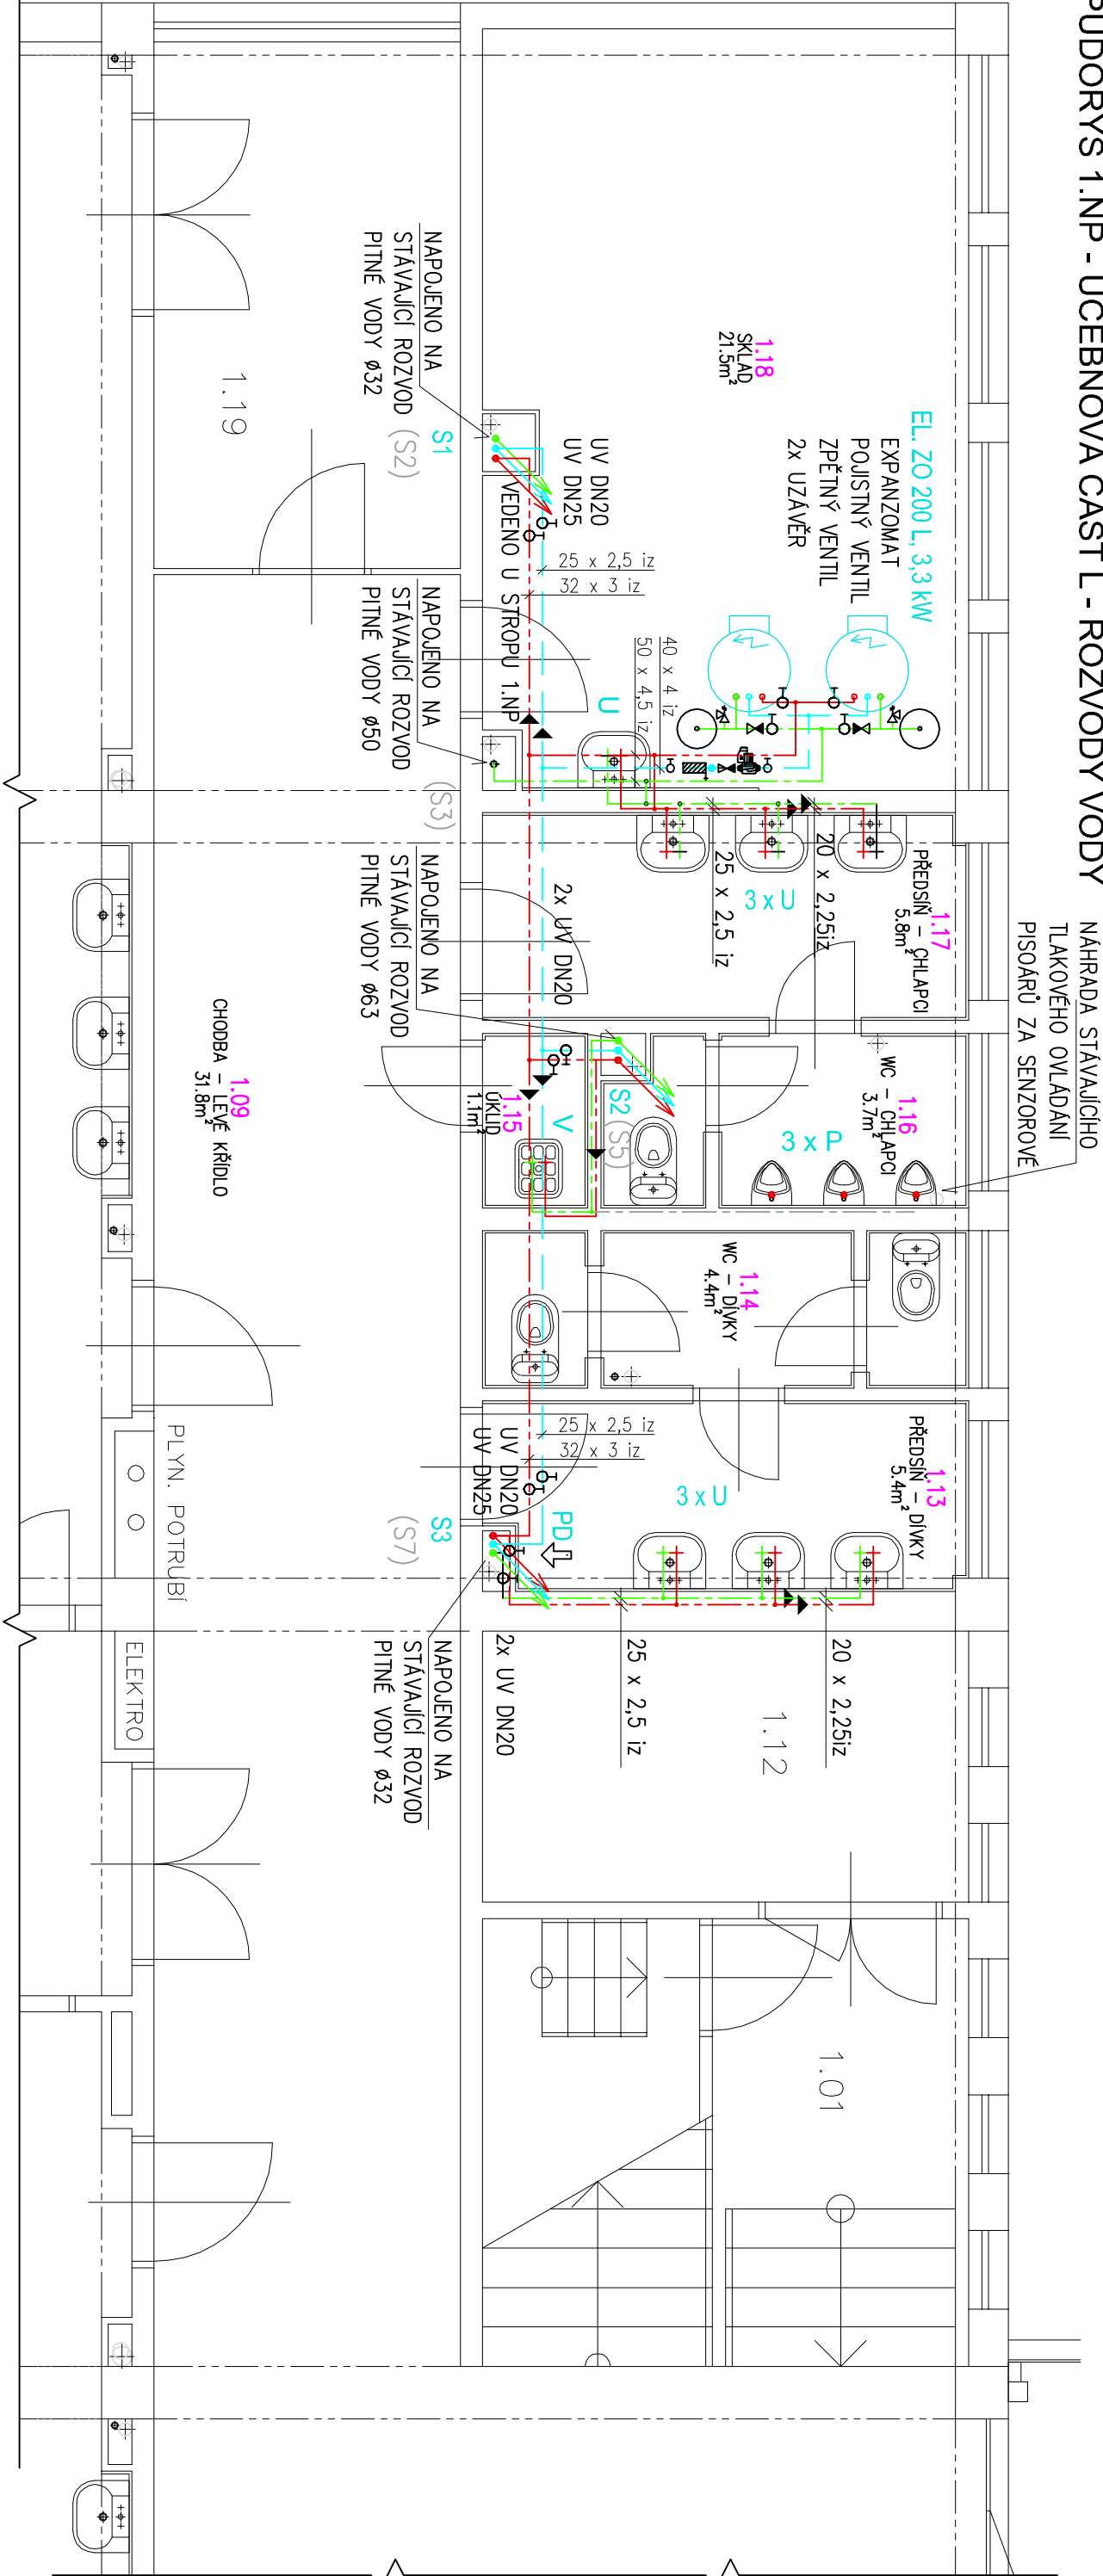 PŮDORYS 1.NP - UČEBNOVÁ ČÁST L - ROZVODY VODY
NÁHRADA STÁVAJÍCÍHO
TLAKOVÉHO OVLÁDÁNÍ
PISOÁRŮ ZA SENZOROVÉ
EL. ZO 200 L, 3,3 kW
EXPANZOMAT
POJISTNÝ VENTIL
ZPĚTNÝ VENTIL
2x UZÁVĚR
1.18
SKLAD
21.5m²
UV DN20
UV DN25
25 x 2,5 iz
32 x 3 iz
40 x 4 iz
50 x 4,5 iz
U
VEDENO U STROPU 1.NP
S1
(S2)
NAPOJENO NA
STÁVAJÍCÍ ROZVOD
PITNÉ VODY ø32
1.19
NAPOJENO NA
STÁVAJÍCÍ ROZVOD
PITNÉ VODY ø50
(S3)
1.17
PŘEDSÍŇ – CHLAPCI
5.8m²
20 x 2,25iz
3 x U
25 x 2,5 iz
2x UV DN20
NAPOJENO NA
STÁVAJÍCÍ ROZVOD
PITNÉ VODY ø63
1.16
WC – CHLAPCI
3.7m²
3 x P
S2
(S5)
V
1.15
ÚKLID
1.1m²
1.09
CHODBA – LEVÉ KŘÍDLO
31.8m²
1.14
WC – DÍVKY
4.4m²
1.13
PŘEDSÍŇ – DÍVKY
5.4m²
3 x U
25 x 2,5 iz
32 x 3 iz
PD
UV DN20
UV DN25
S3
(S7)
20 x 2,25iz
25 x 2,5 iz
2x UV DN20
NAPOJENO NA
STÁVAJÍCÍ ROZVOD
PITNÉ VODY ø32
1.12
PLYN. POTRUBÍ
ELEKTRO
1.01